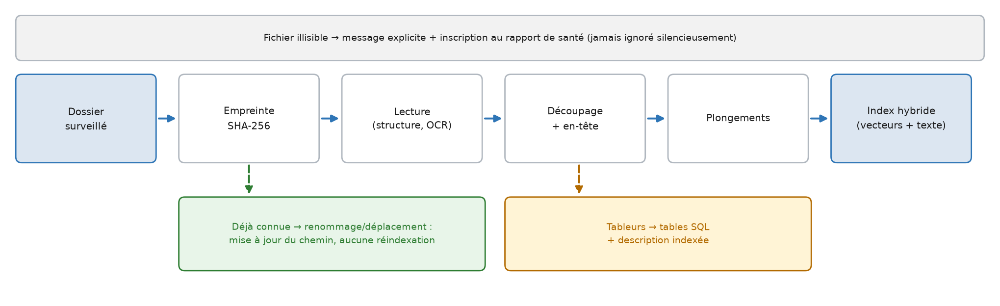 Fichier illisible → message explicite + inscription au rapport de santé (jamais ignoré silencieusement)
Dossier
surveillé
Empreinte
SHA-256
Lecture
(structure, OCR)
Découpage
+ en-tête
Plongements
Index hybride
(vecteurs + texte)
Déjà connue → renommage/déplacement :
mise à jour du chemin, aucune réindexation
Tableurs → tables SQL
+ description indexée